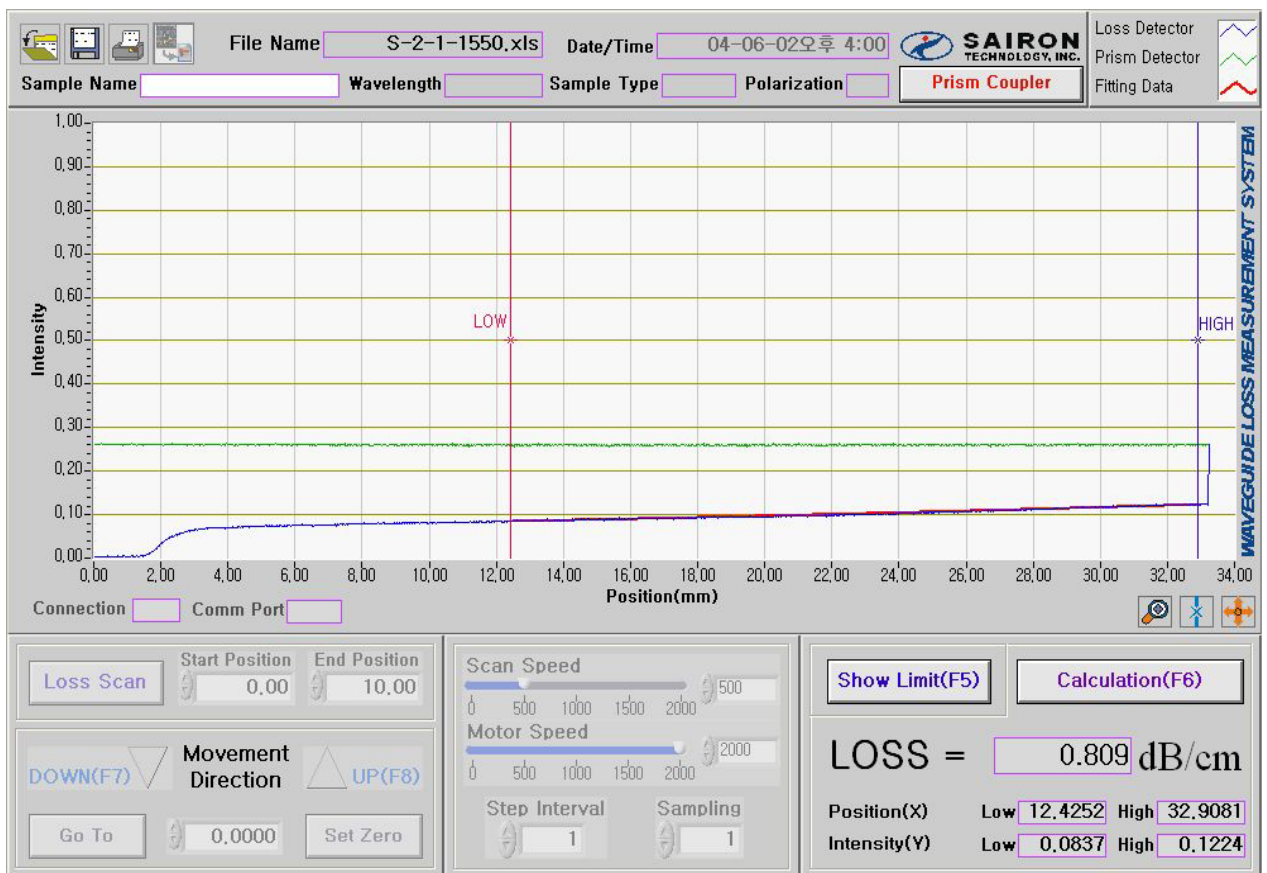 File Name S-2-1-1550.xls Date/Time 04-06-02오후 4:00 SAIRON TECHNOLOGY, INC.
Sample Name Wavelength Sample Type Polarization Prism Coupler
Loss Detector
Prism Detector
Fitting Data
1,00
0,90
0,80
0,70
0,60
0,50
0,40
0,30
0,20
0,10
0,00
Intensity
LOW
HIGH
WAVEGUIDE LOSS MEASUREMENT SYSTEM
0,00 2,00 4,00 6,00 8,00 10,00 12,00 14,00 16,00 18,00 20,00 22,00 24,00 26,00 28,00 30,00 32,00 34,00
Position(mm)
Connection Comm Port
Loss Scan
Start Position End Position
0,00 10,00
DOWN(F7) Movement Direction UP(F8)
Go To 0,0000 Set Zero
Scan Speed
500
0 500 1000 1500 2000
Motor Speed
2000
0 500 1000 1500 2000
Step Interval Sampling
1 1
Show Limit(F5) Calculation(F6)
LOSS = 0.809 dB/cm
Position(X) Low 12,4252 High 32,9081
Intensity(Y) Low 0,0837 High 0,1224